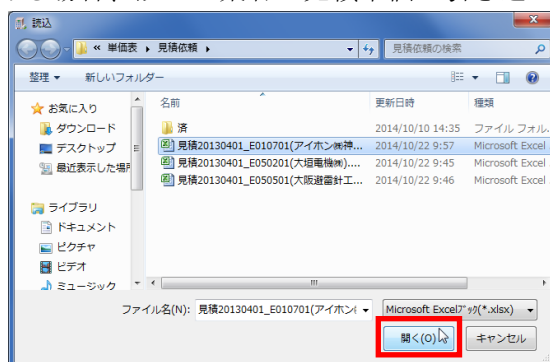 読込
« 単価表 ▸ 見積依頼 ▸
見積依頼の検索
整理 ▼ 新しいフォルダー
お気に入り
ダウンロード
デスクトップ
最近表示した場所
ライブラリ
ドキュメント
ピクチャ
ビデオ
ミュージック
名前 更新日時 種類
済 2014/10/10 14:35 ファイル フォル
見積20130401_E010701(アイホン㈱神... 2014/10/22 9:57 Microsoft Excel
見積20130401_E050201(大垣電機㈱).... 2014/10/22 9:45 Microsoft Excel
見積20130401_E050501(大阪避雷針工... 2014/10/22 9:46 Microsoft Excel
ファイル名(N): 見積20130401_E010701(アイホン Microsoft Excelブック(*.xlsx)
開く(O) キャンセル